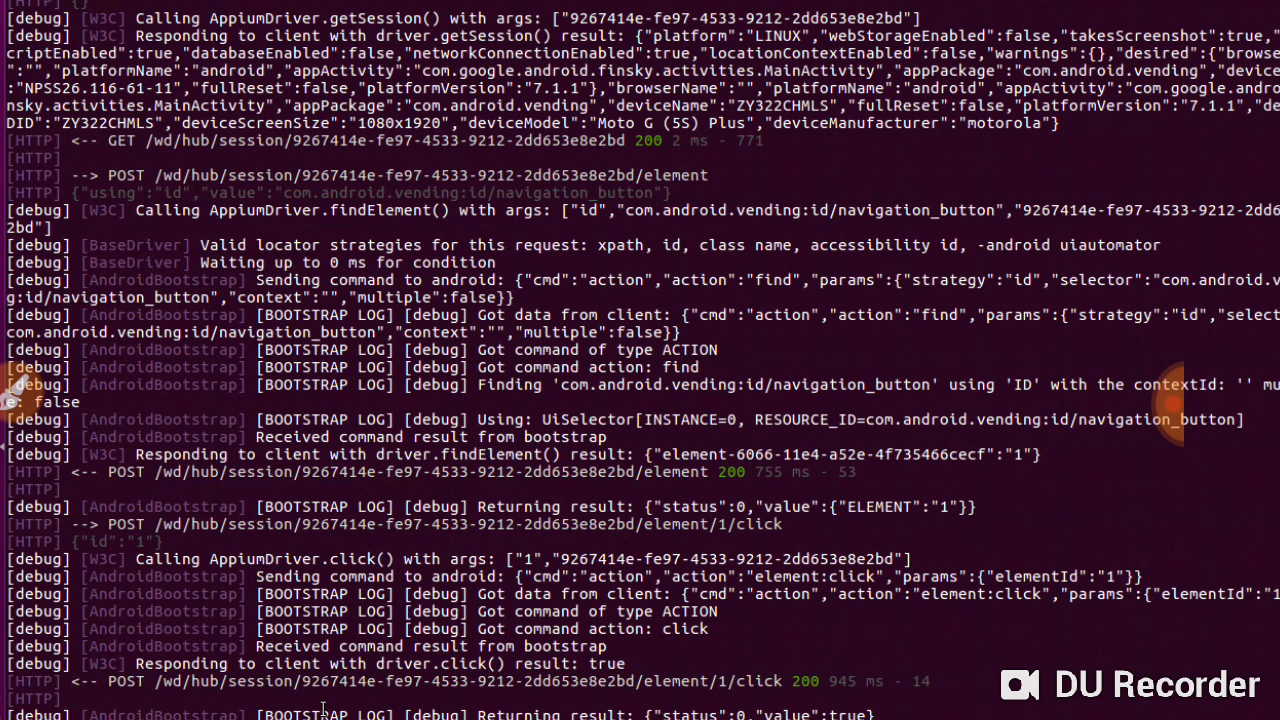 [HTTP] {}
[debug] [W3C] Calling AppiumDriver.getSession() with args: ["9267414e-fe97-4533-9212-2dd653e8e2bd"]
[debug] [W3C] Responding to client with driver.getSession() result: {"platform":"LINUX","webStorageEnabled":false,"takesScreenshot":true,
criptEnabled":true,"databaseEnabled":false,"networkConnectionEnabled":true,"locationContextEnabled":false,"warnings":{},"desired":{"browse
":"","platformName":"android","appActivity":"com.google.android.finsky.activities.MainActivity","appPackage":"com.android.vending","device
":"NPSS26.116-61-11","fullReset":false,"platformVersion":"7.1.1"},"browserName":"","platformName":"android","appActivity":"com.google.andro
nsky.activities.MainActivity","appPackage":"com.android.vending","deviceName":"ZY322CHMLS","fullReset":false,"platformVersion":"7.1.1","de
DID":"ZY322CHMLS","deviceScreenSize":"1080x1920","deviceModel":"Moto G (5S) Plus","deviceManufacturer":"motorola"}
[HTTP] <-- GET /wd/hub/session/9267414e-fe97-4533-9212-2dd653e8e2bd 200 2 ms - 771
[HTTP]
[HTTP] --> POST /wd/hub/session/9267414e-fe97-4533-9212-2dd653e8e2bd/element
[HTTP] {"using":"id","value":"com.android.vending:id/navigation_button"}
[debug] [W3C] Calling AppiumDriver.findElement() with args: ["id","com.android.vending:id/navigation_button","9267414e-fe97-4533-9212-2dd6
2bd"]
[debug] [BaseDriver] Valid locator strategies for this request: xpath, id, class name, accessibility id, -android uiautomator
[debug] [BaseDriver] Waiting up to 0 ms for condition
[debug] [AndroidBootstrap] Sending command to android: {"cmd":"action","action":"find","params":{"strategy":"id","selector":"com.android.v
g:id/navigation_button","context":"","multiple":false}}
[debug] [AndroidBootstrap] [BOOTSTRAP LOG] [debug] Got data from client: {"cmd":"action","action":"find","params":{"strategy":"id","select
com.android.vending:id/navigation_button","context":"","multiple":false}}
[debug] [AndroidBootstrap] [BOOTSTRAP LOG] [debug] Got command of type ACTION
[debug] [AndroidBootstrap] [BOOTSTRAP LOG] [debug] Got command action: find
[debug] [AndroidBootstrap] [BOOTSTRAP LOG] [debug] Finding 'com.android.vending:id/navigation_button' using 'ID' with the contextId: '' mu
e: false
[debug] [AndroidBootstrap] [BOOTSTRAP LOG] [debug] Using: UiSelector[INSTANCE=0, RESOURCE_ID=com.android.vending:id/navigation_button]
[debug] [AndroidBootstrap] Received command result from bootstrap
[debug] [W3C] Responding to client with driver.findElement() result: {"element-6066-11e4-a52e-4f735466cecf":"1"}
[HTTP] <-- POST /wd/hub/session/9267414e-fe97-4533-9212-2dd653e8e2bd/element 200 755 ms - 53
[HTTP]
[debug] [AndroidBootstrap] [BOOTSTRAP LOG] [debug] Returning result: {"status":0,"value":{"ELEMENT":"1"}}
[HTTP] --> POST /wd/hub/session/9267414e-fe97-4533-9212-2dd653e8e2bd/element/1/click
[HTTP] {"id":"1"}
[debug] [W3C] Calling AppiumDriver.click() with args: ["1","9267414e-fe97-4533-9212-2dd653e8e2bd"]
[debug] [AndroidBootstrap] Sending command to android: {"cmd":"action","action":"element:click","params":{"elementId":"1"}}
[debug] [AndroidBootstrap] [BOOTSTRAP LOG] [debug] Got data from client: {"cmd":"action","action":"element:click","params":{"elementId":"1
[debug] [AndroidBootstrap] [BOOTSTRAP LOG] [debug] Got command of type ACTION
[debug] [AndroidBootstrap] [BOOTSTRAP LOG] [debug] Got command action: click
[debug] [AndroidBootstrap] Received command result from bootstrap
[debug] [W3C] Responding to client with driver.click() result: true
[HTTP] <-- POST /wd/hub/session/9267414e-fe97-4533-9212-2dd653e8e2bd/element/1/click 200 945 ms - 14
[HTTP]
[debug] [AndroidBootstrap] [BOOTSTRAP LOG] [debug] Returning result: {"status":0,"value":true}
DU Recorder